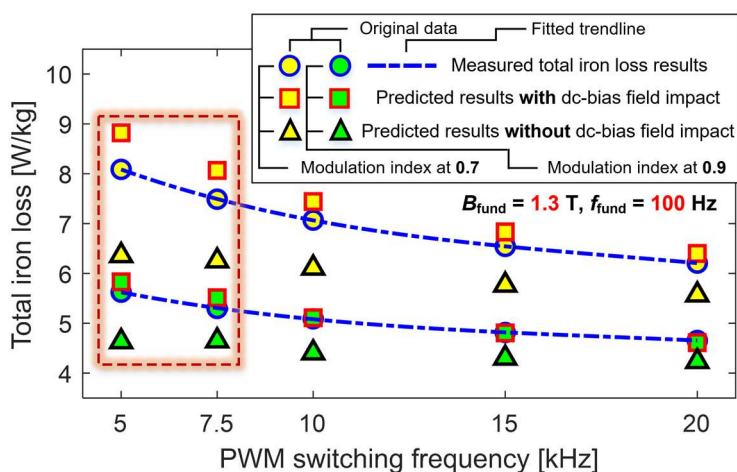 Original data Fitted trendline
Measured total iron loss results
Predicted results with dc-bias field impact
Predicted results without dc-bias field impact
Modulation index at 0.7 Modulation index at 0.9
B_fund = 1.3 T, f_fund = 100 Hz
Total iron loss [W/kg]
10
9
8
7
6
5
4
5 7.5 10 15 20
PWM switching frequency [kHz]